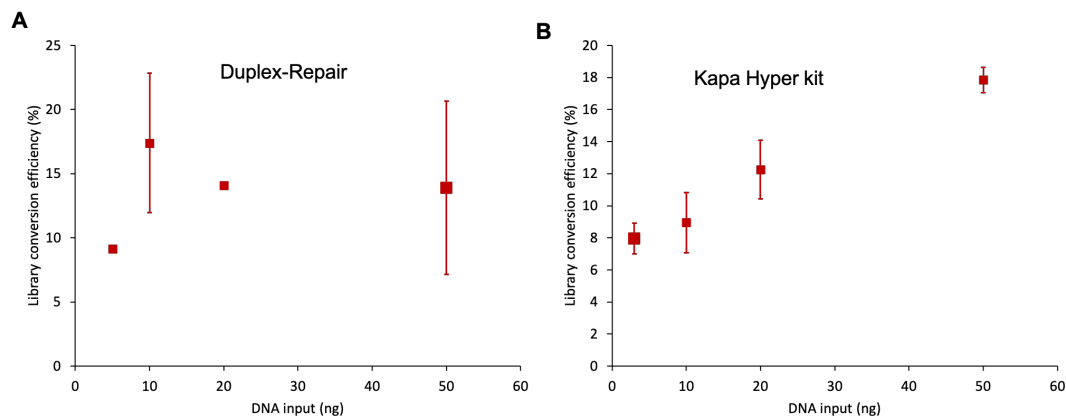 A
Duplex-Repair
Library conversion efficiency (%)
25
20
15
10
5
0
0 10 20 30 40 50 60
DNA input (ng)
B
Kapa Hyper kit
Library conversion efficiency (%)
20
18
16
14
12
10
8
6
4
2
0
0 10 20 30 40 50 60
DNA input (ng)